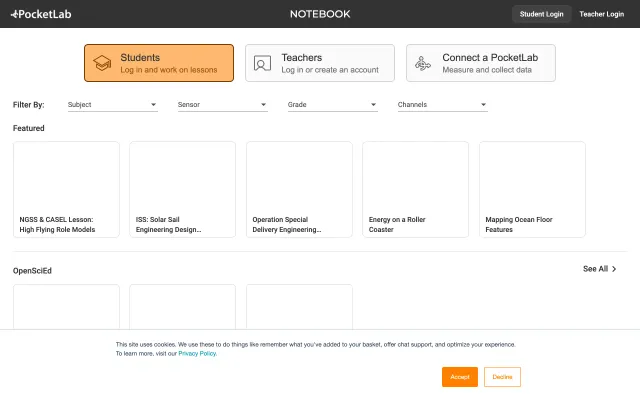 PocketLab
NOTEBOOK
Student Login
Teacher Login
Students
Log in and work on lessons
Teachers
Log in or create an account
Connect a PocketLab
Measure and collect data
Filter By:
Subject
Sensor
Grade
Channels
Featured
NGSS & CASEL Lesson:
High Flying Role Models
ISS: Solar Sail
Engineering Design...
Operation Special
Delivery Engineering...
Energy on a Roller
Coaster
Mapping Ocean Floor
Features
OpenSciEd
See All
This site uses cookies. We use these to do things like remember what you've added to your basket, offer chat support, and optimize your experience.
To learn more, visit our Privacy Policy.
Accept
Decline